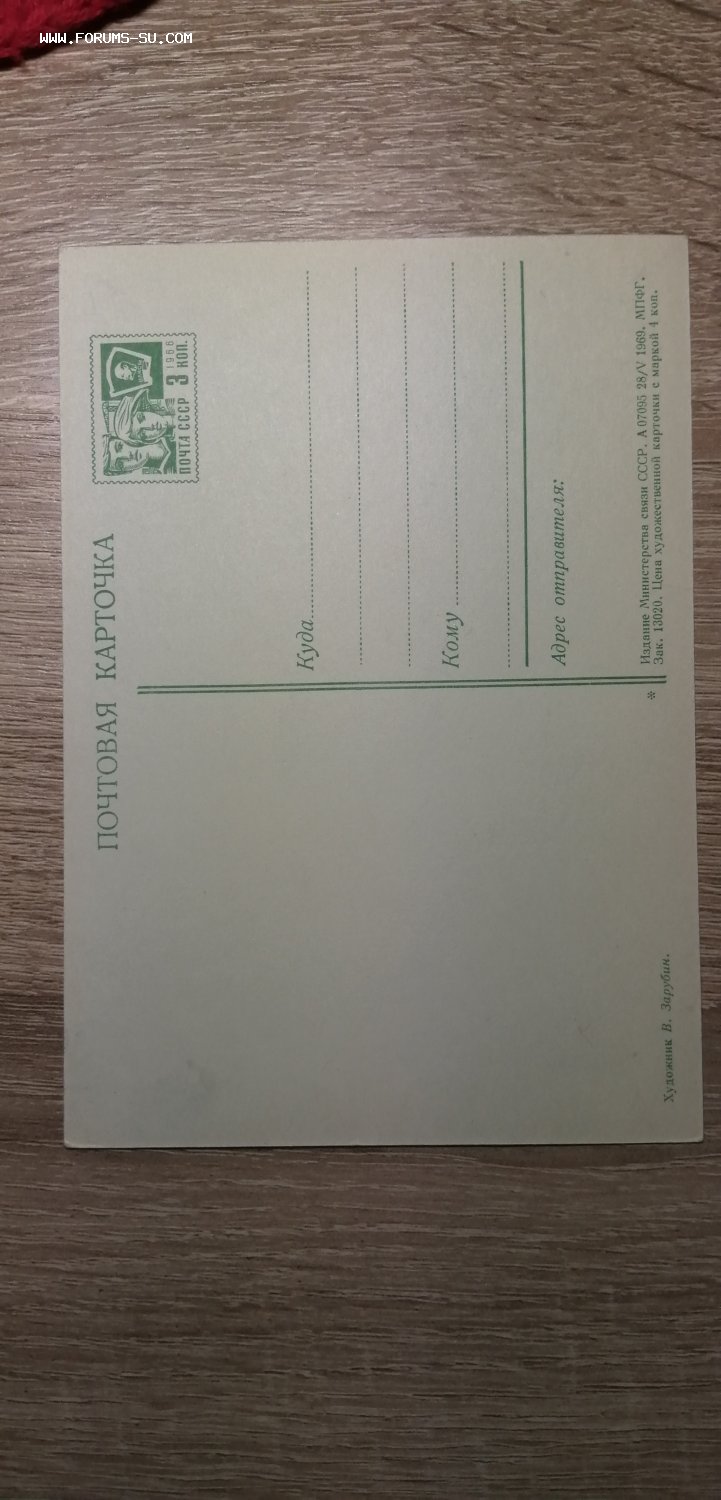 WWW.FORUMS-SU.COM
ПОЧТОВАЯ КАРТОЧКА
1966
ПОЧТА СССР 3 КОП.
Куда
Кому
Адрес отправителя:
Издание Министерства связи СССР. А 07095 28/V 1969. МПФГ.
Зак. 13020. Цена художественной карточки с маркой 4 коп.
*
Художник В. Зарубин.